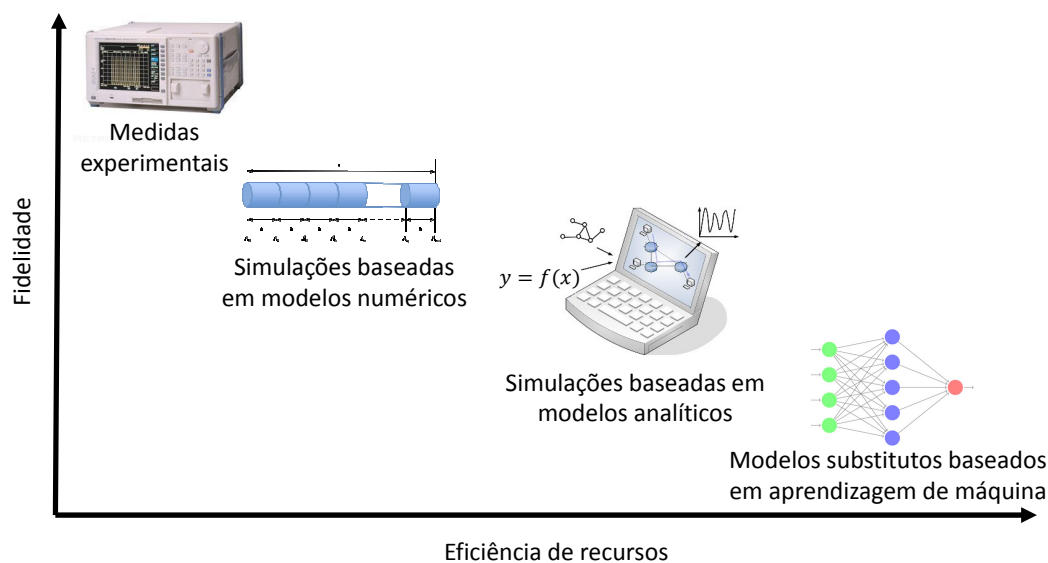 Medidas
experimentais
Simulações baseadas
em modelos numéricos
y = f(x)
Simulações baseadas em
modelos analíticos
Modelos substitutos baseados
em aprendizagem de máquina
Fidelidade
Eficiência de recursos